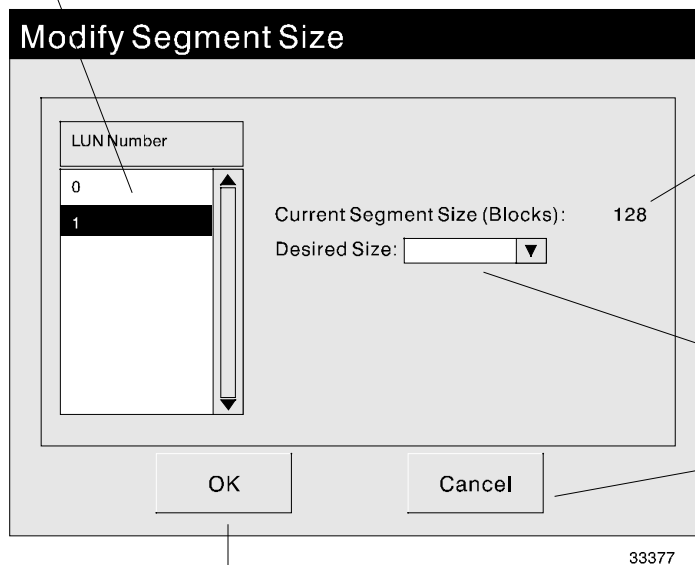 Modify Segment Size
LUN Number
0
1
Current Segment Size (Blocks): 128
Desired Size:
OK
Cancel
33377